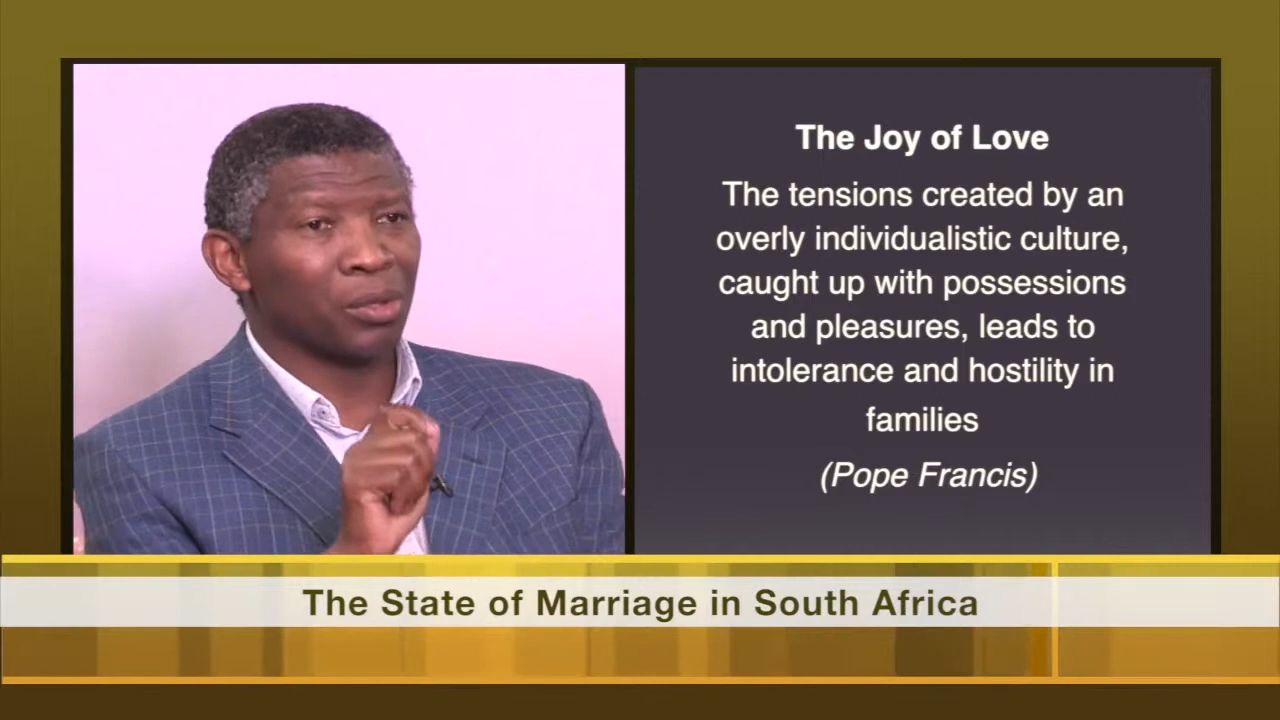 The Joy of Love
The tensions created by an
overly individualistic culture,
caught up with possessions
and pleasures, leads to
intolerance and hostility in
families
(Pope Francis)
The State of Marriage in South Africa